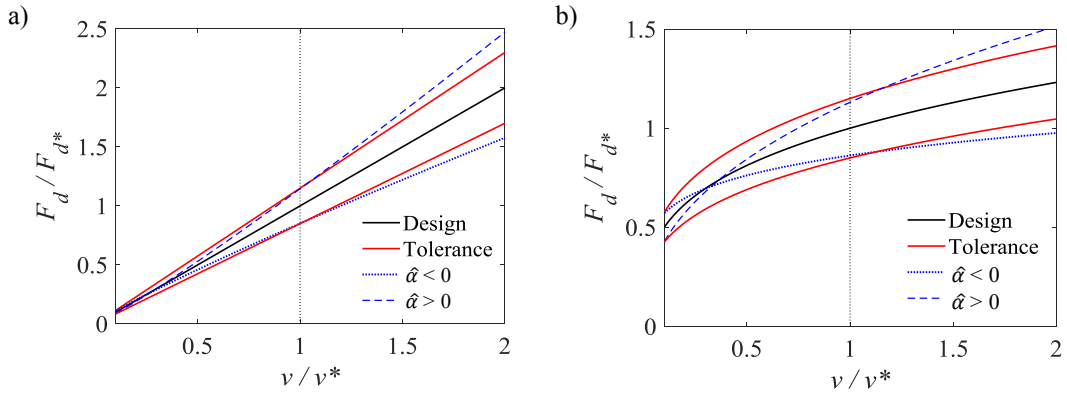 a)
2.5
2
1.5
1
0.5
0
F_d / F_d*
0.5
1
1.5
2
v / v*
Design
Tolerance
α̂ < 0
α̂ > 0
b)
1.5
1
0.5
0
F_d / F_d*
0.5
1
1.5
2
v / v*
Design
Tolerance
α̂ < 0
α̂ > 0